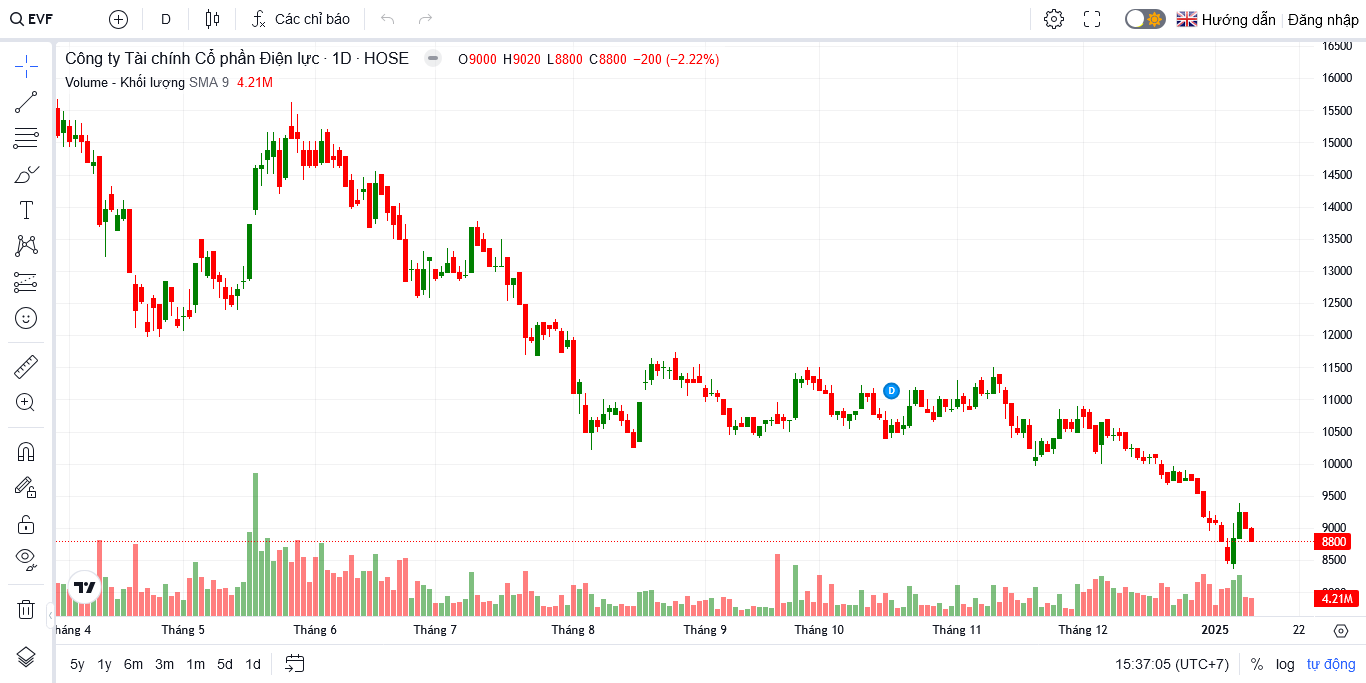 EVF D Các chỉ báo Hướng dẫn Đăng nhập
Công ty Tài chính Cổ phần Điện lực · 1D · HOSE O9000 H9020 L8800 C8800 −200 (−2.22%)
Volume - Khối lượng SMA 9 4.21M
16500
16000
15500
15000
14500
14000
13500
13000
12500
12000
11500
11000
10500
10000
9500
9000
8800
8500
4.21M
D
háng 4 Tháng 5 Tháng 6 Tháng 7 Tháng 8 Tháng 9 Tháng 10 Tháng 11 Tháng 12 2025 22
5y 1y 6m 3m 1m 5d 1d 15:37:05 (UTC+7) % log tự động